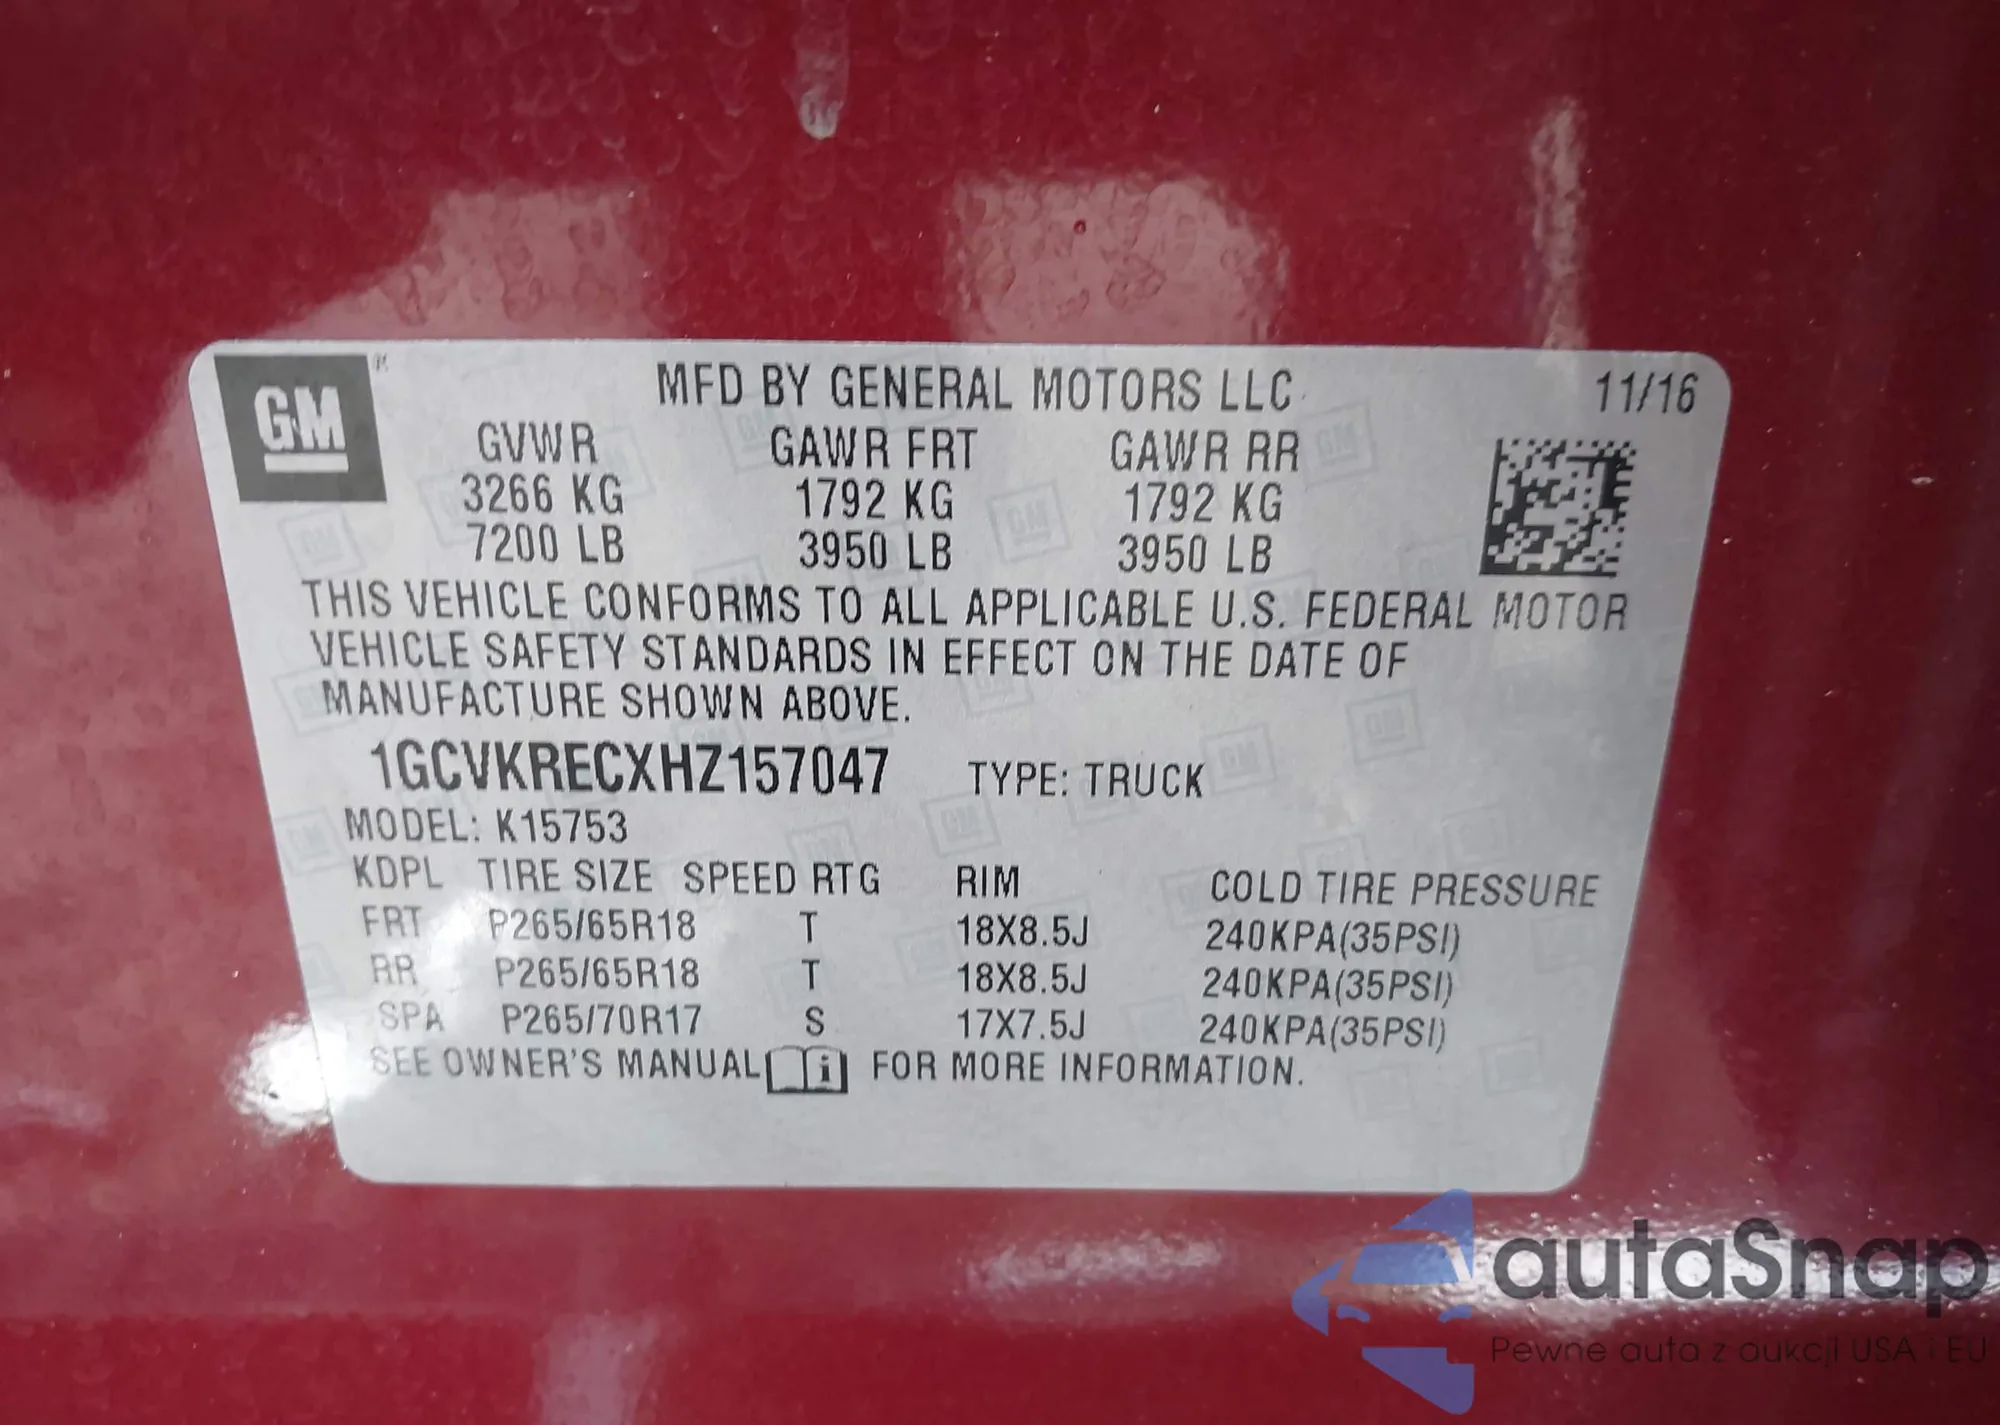 GM
MFD BY GENERAL MOTORS LLC 11/16
GVWR GAWR FRT GAWR RR
3266 KG 1792 KG 1792 KG
7200 LB 3950 LB 3950 LB
THIS VEHICLE CONFORMS TO ALL APPLICABLE U.S. FEDERAL MOTOR
VEHICLE SAFETY STANDARDS IN EFFECT ON THE DATE OF
MANUFACTURE SHOWN ABOVE.
1GCVKRECXHZ157047 TYPE: TRUCK
MODEL: K15753
KDPL TIRE SIZE SPEED RTG RIM COLD TIRE PRESSURE
FRT P265/65R18 T 18X8.5J 240KPA(35PSI)
RR P265/65R18 T 18X8.5J 240KPA(35PSI)
SPA P265/70R17 S 17X7.5J 240KPA(35PSI)
SEE OWNER'S MANUAL i FOR MORE INFORMATION.
autaSnap
Pewne auta z aukcji USA i EU